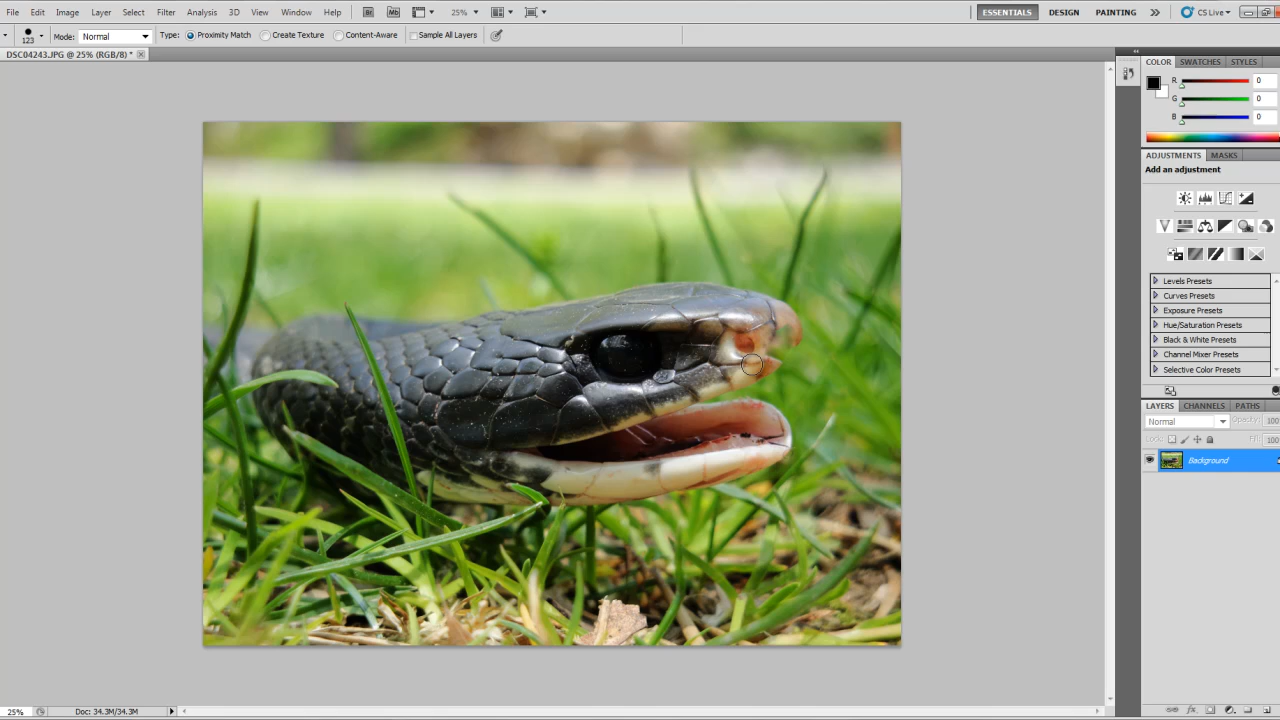 File Edit Image Layer Select Filter Analysis 3D View Window Help Br Mb 25% ESSENTIALS DESIGN PAINTING CS Live
123 Mode: Normal Type: Proximity Match Create Texture Content-Aware Sample All Layers
DSC04243.JPG @ 25% (RGB/8) *
COLOR SWATCHES STYLES
R 0
G 0
B 0
ADJUSTMENTS MASKS
Add an adjustment
Levels Presets
Curves Presets
Exposure Presets
Hue/Saturation Presets
Black & White Presets
Channel Mixer Presets
Selective Color Presets
LAYERS CHANNELS PATHS
Normal Opacity: 100
Lock: Fill: 100
Background
25% Doc: 34.3M/34.3M